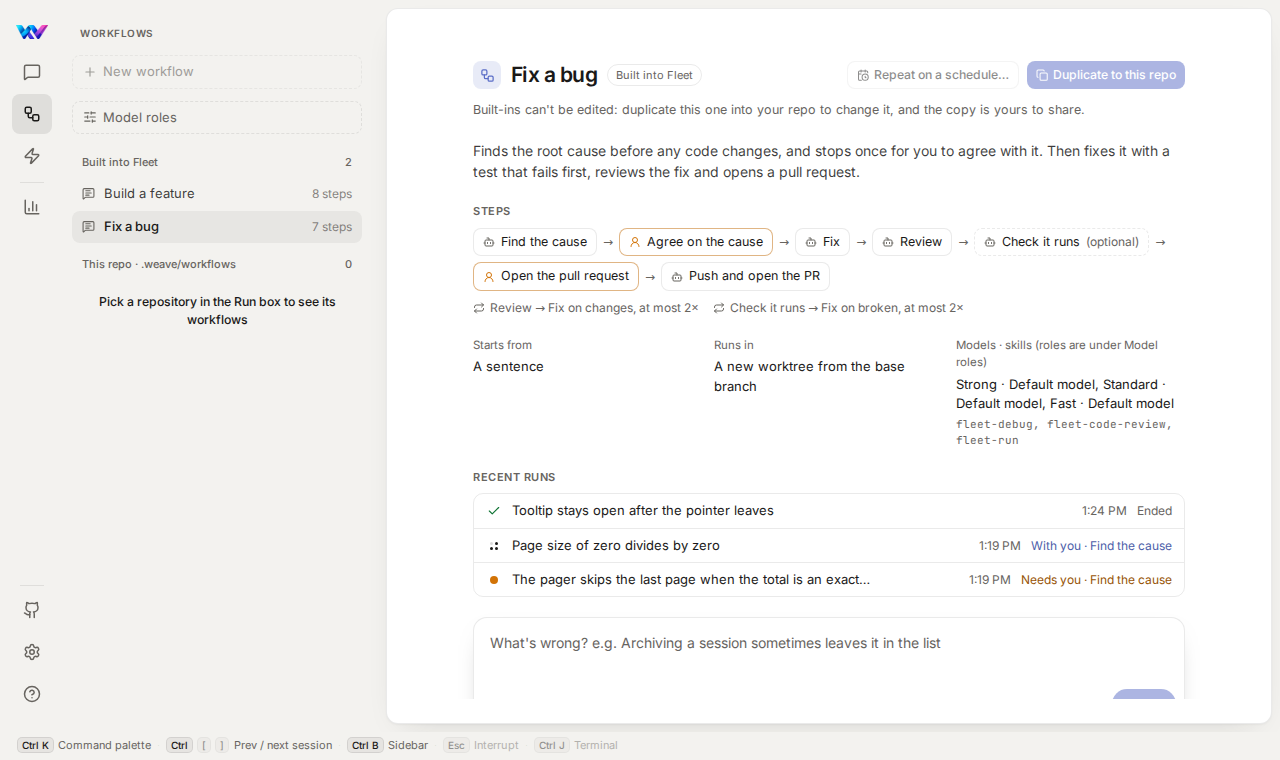 WORKFLOWS
New workflow
Model roles
Built into Fleet 2
Build a feature 8 steps
Fix a bug 7 steps
This repo · .weave/workflows 0
Pick a repository in the Run box to see its
workflows
Fix a bug Built into Fleet Repeat on a schedule... Duplicate to this repo
Built-ins can't be edited: duplicate this one into your repo to change it, and the copy is yours to share.
Finds the root cause before any code changes, and stops once for you to agree with it. Then fixes it with a
test that fails first, reviews the fix and opens a pull request.
STEPS
Find the cause → Agree on the cause → Fix → Review → Check it runs (optional) →
Open the pull request → Push and open the PR
Review → Fix on changes, at most 2× Check it runs → Fix on broken, at most 2×
Starts from
A sentence
Runs in
A new worktree from the base
branch
Models · skills (roles are under Model
roles)
Strong · Default model, Standard ·
Default model, Fast · Default model
fleet-debug, fleet-code-review,
fleet-run
RECENT RUNS
Tooltip stays open after the pointer leaves 1:24 PM Ended
Page size of zero divides by zero 1:19 PM With you · Find the cause
The pager skips the last page when the total is an exact... 1:19 PM Needs you · Find the cause
What's wrong? e.g. Archiving a session sometimes leaves it in the list
Ctrl K Command palette Ctrl [ ] Prev / next session Ctrl B Sidebar Esc Interrupt Ctrl J Terminal